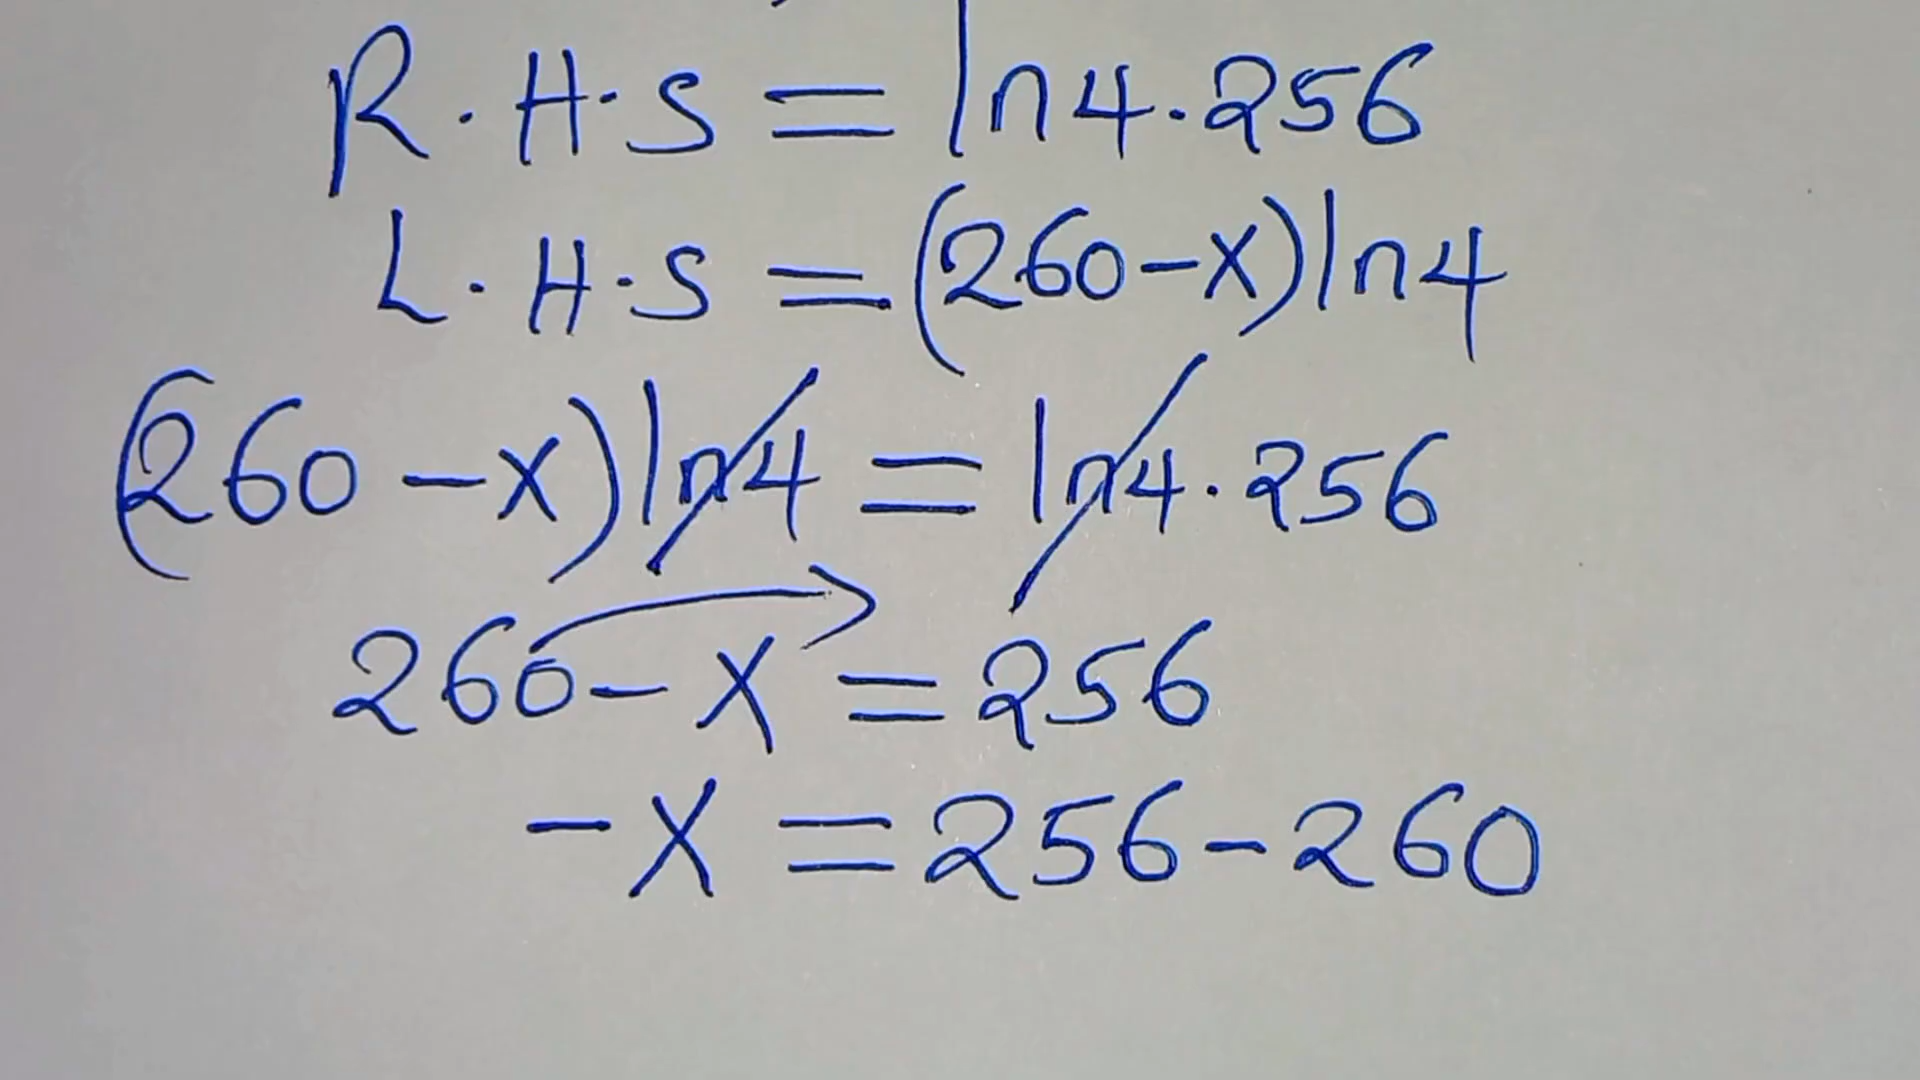 R.H.S = ln4.256
L.H.S = (260-x)ln4
(260-x)ln4 = ln4.256
260-x = 256
-x = 256-260